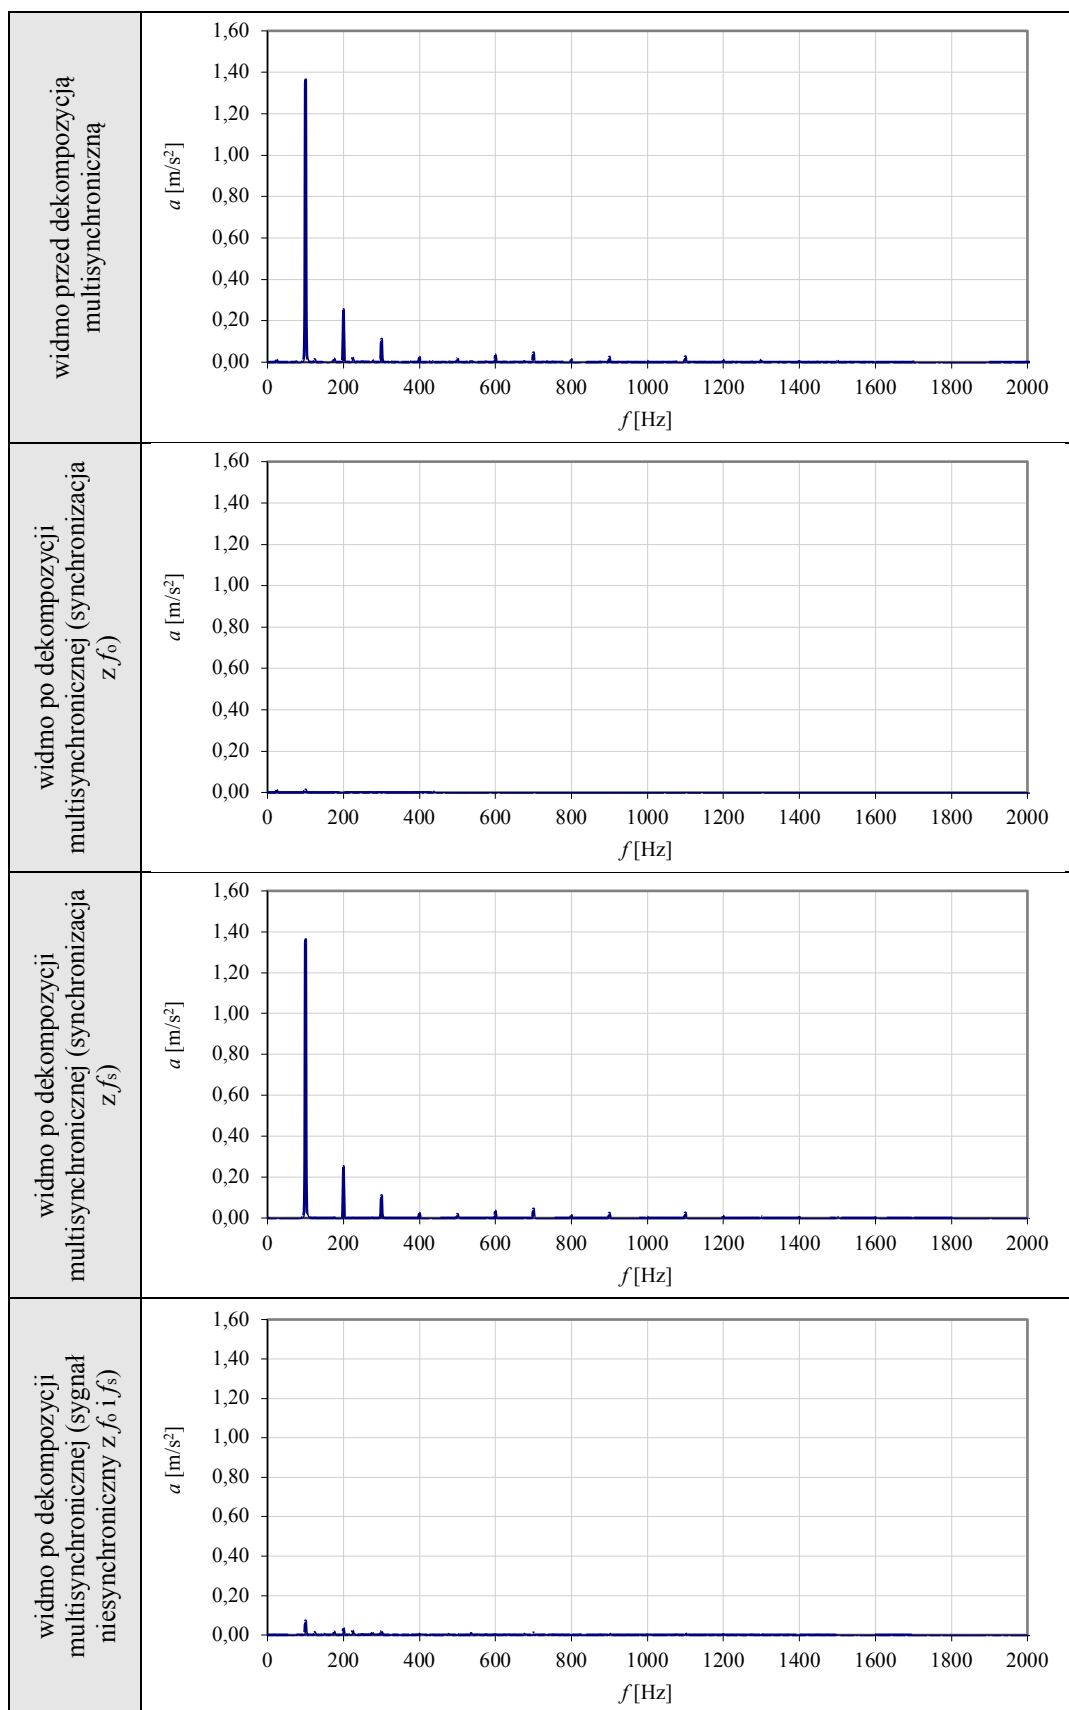 widmo przed dekompozycją
multisynchroniczną
a [m/s²]
1,60
1,40
1,20
1,00
0,80
0,60
0,40
0,20
0,00
0 200 400 600 800 1000 1200 1400 1600 1800 2000
f [Hz]
widmo po dekompozycji
multisynchronicznej (synchronizacja
z fo)
a [m/s²]
1,60
1,40
1,20
1,00
0,80
0,60
0,40
0,20
0,00
0 200 400 600 800 1000 1200 1400 1600 1800 2000
f [Hz]
widmo po dekompozycji
multisynchronicznej (synchronizacja
z fs)
a [m/s²]
1,60
1,40
1,20
1,00
0,80
0,60
0,40
0,20
0,00
0 200 400 600 800 1000 1200 1400 1600 1800 2000
f [Hz]
widmo po dekompozycji
multisynchronicznej (sygnał
niesynchroniczny z fo i fs)
a [m/s²]
1,60
1,40
1,20
1,00
0,80
0,60
0,40
0,20
0,00
0 200 400 600 800 1000 1200 1400 1600 1800 2000
f [Hz]